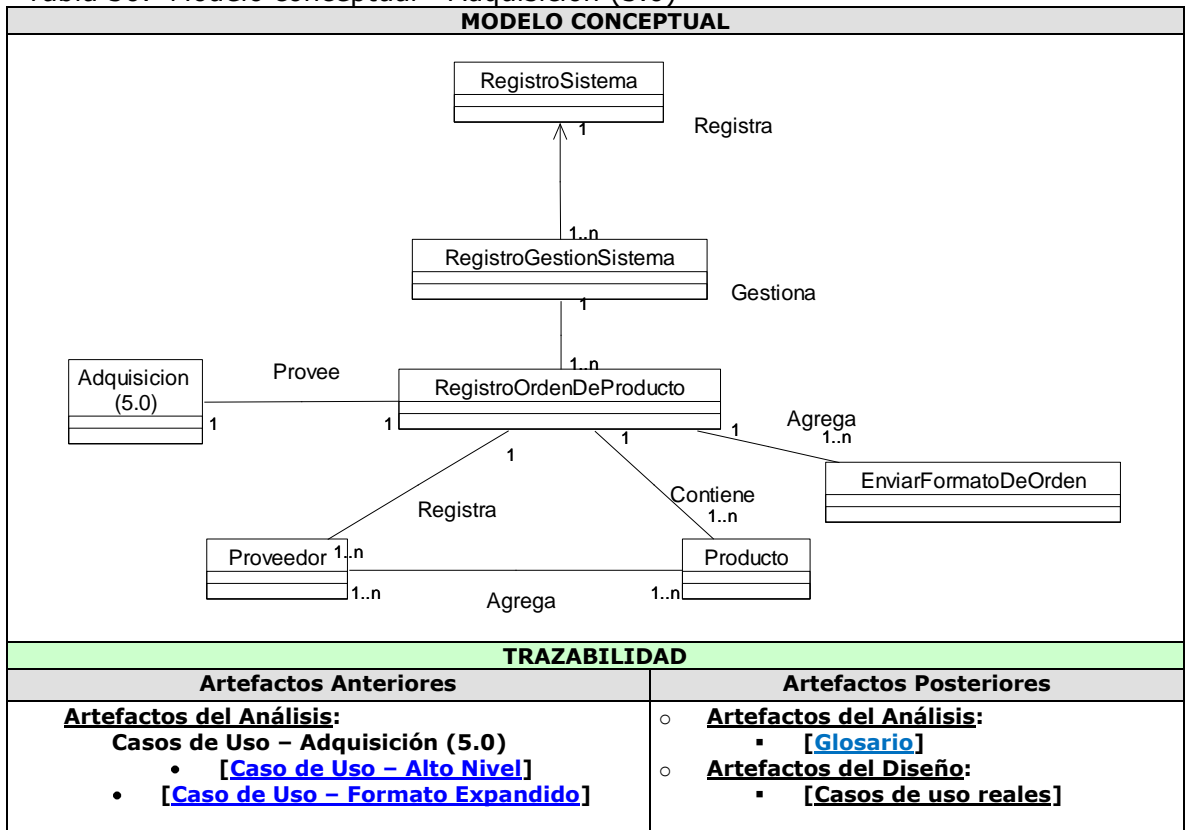 MODELO CONCEPTUAL
RegistroSistema
1
Registra
1..n
RegistroGestionSistema
1
Gestiona
1..n
Adquisicion
(5.0)
Provee
RegistroOrdenDeProducto
1
1
1
1
1
Agrega
1..n
EnviarFormatoDeOrden
Registra
Contiene
1..n
Proveedor
1..n
Producto
1..n
Agrega
1..n
TRAZABILIDAD
Artefactos Anteriores
Artefactos Posteriores
Artefactos del Análisis:
Casos de Uso – Adquisición (5.0)
• [Caso de Uso – Alto Nivel]
• [Caso de Uso – Formato Expandido]
o Artefactos del Análisis:
▪ [Glosario]
o Artefactos del Diseño:
▪ [Casos de uso reales]